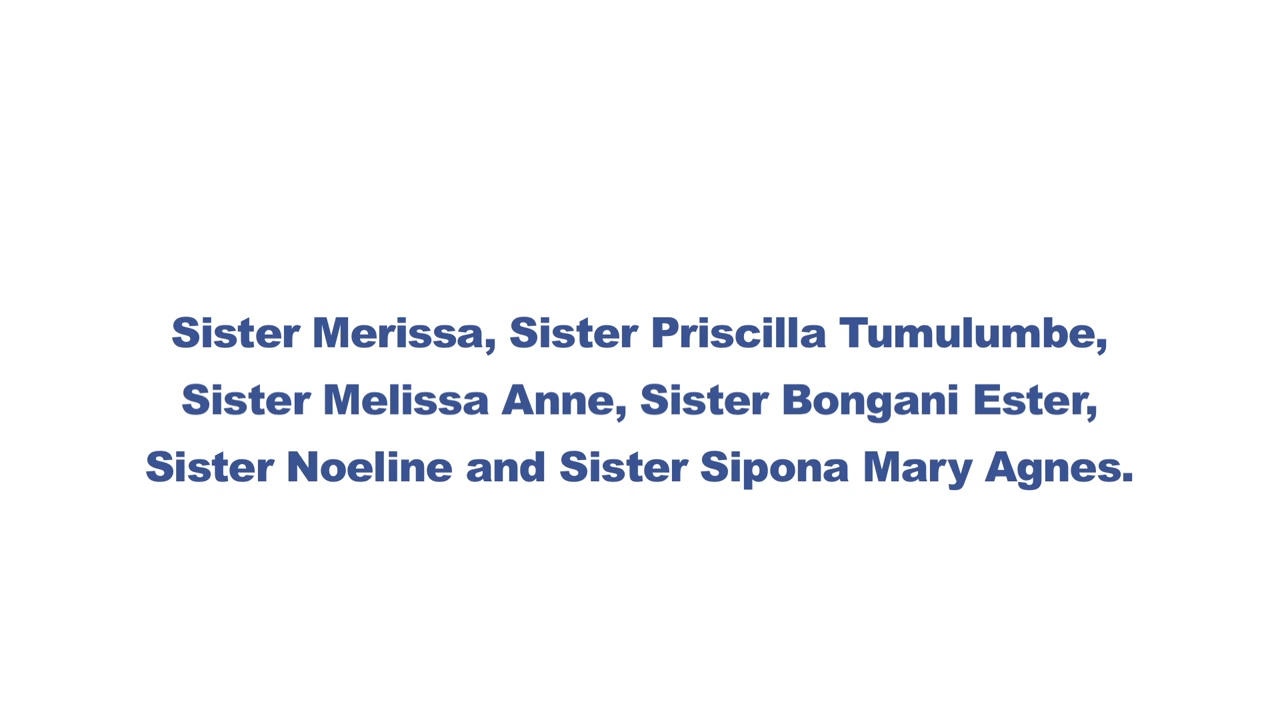 Sister Merissa, Sister Priscilla Tumulumbe,
Sister Melissa Anne, Sister Bongani Ester,
Sister Noeline and Sister Sipona Mary Agnes.